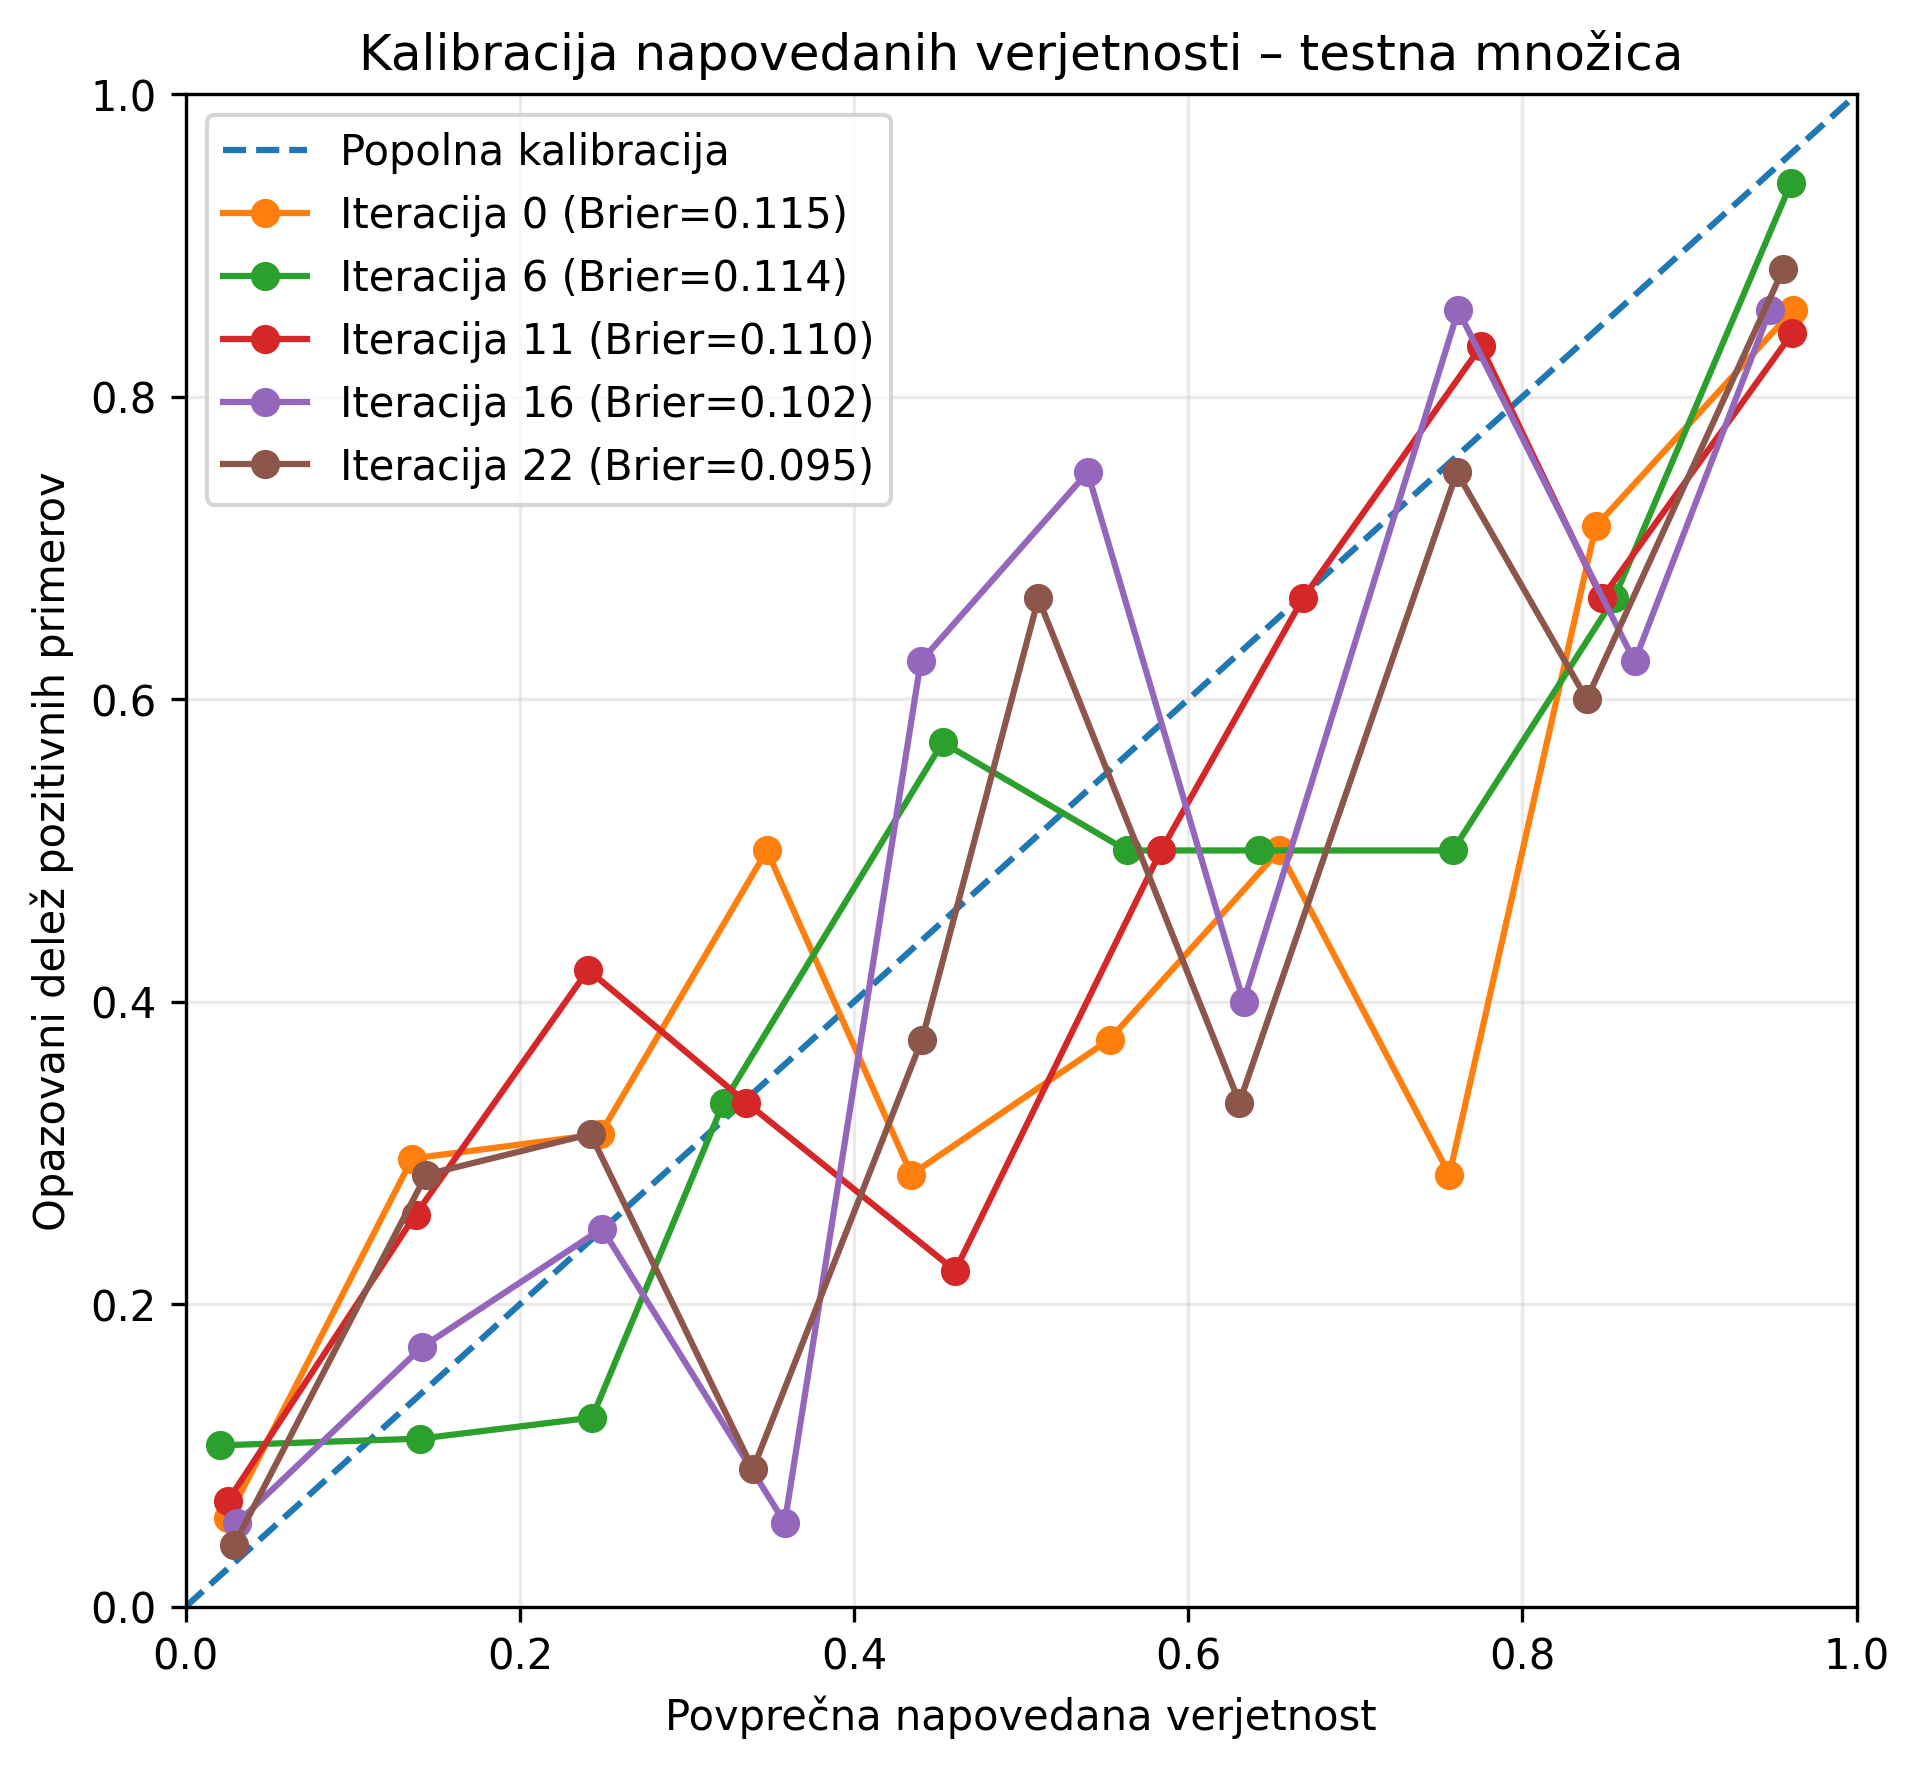 Kalibracija napovedanih verjetnosti – testna množica
Popolna kalibracija
Iteracija 0 (Brier=0.115)
Iteracija 6 (Brier=0.114)
Iteracija 11 (Brier=0.110)
Iteracija 16 (Brier=0.102)
Iteracija 22 (Brier=0.095)
Opazovani delež pozitivnih primerov
1.0
0.8
0.6
0.4
0.2
0.0
0.0 0.2 0.4 0.6 0.8 1.0
Povprečna napovedana verjetnost